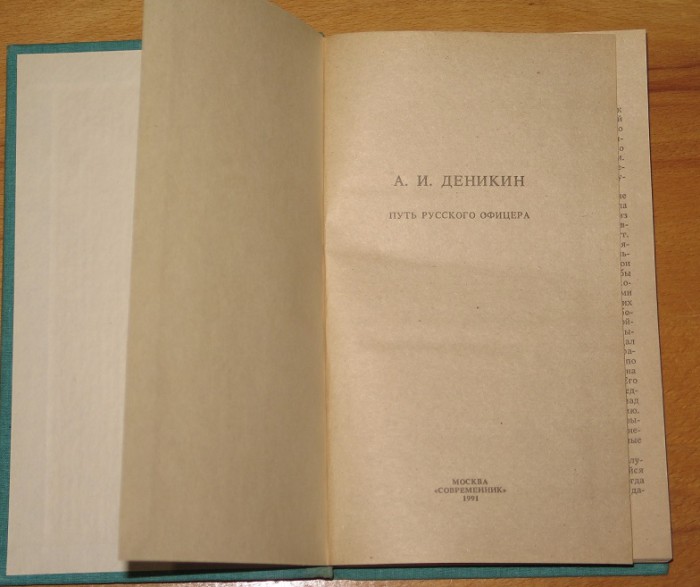 А. И. ДЕНИКИН
ПУТЬ РУССКОГО ОФИЦЕРА
МОСКВА
«СОВРЕМЕННИК»
1991